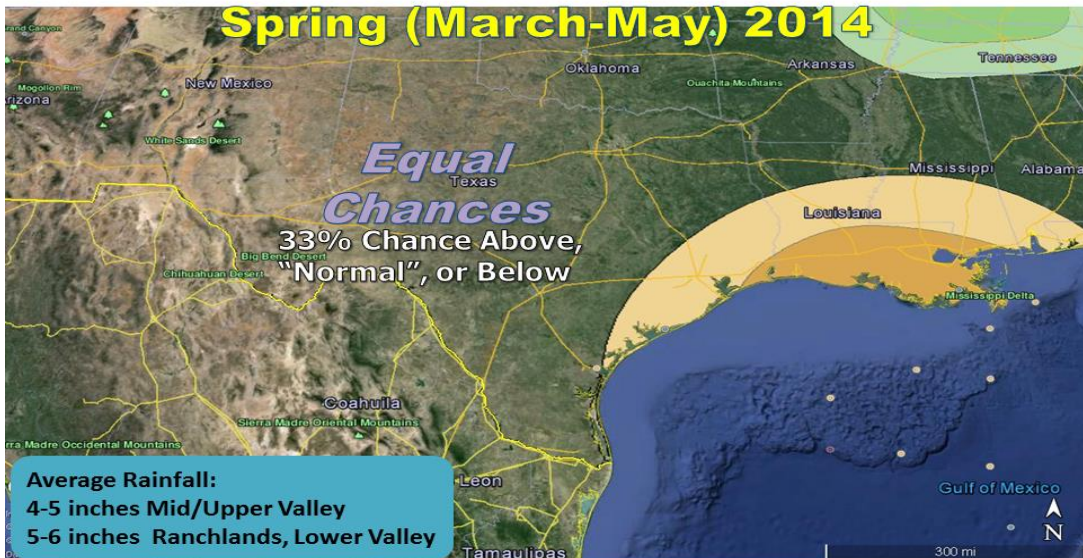 Spring (March-May) 2014
Grand Canyon
Oklahoma
Arkansas
Tennessee
New Mexico
Ouachita Mountains
Mogollon Rim
Arizona
White Sands Desert
Equal
Texas
Mississippi
Alabama
Chances
Louisiana
33% Chance Above,
Big Bend Desert
"Normal", or Below
Chihuahuan Desert
Mississippi Delta
Coahuila
Sierra Madre Oriental Mountains
rra Madre Occidental Mountains
Average Rainfall:
4-5 inches Mid/Upper Valley
5-6 inches Ranchlands, Lower Valley
Leon
Gulf of Mexico
N
Tamaulipas
300 mi